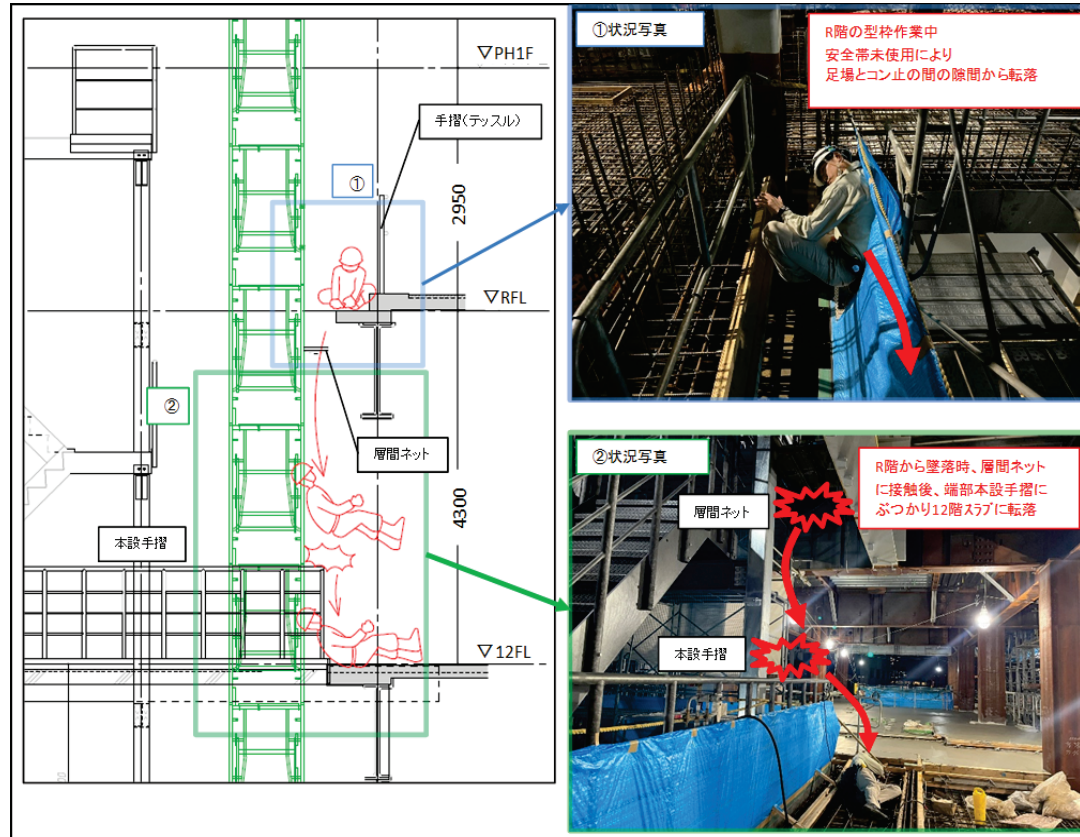 ▽PH1F
手摺(テッスル)
①
2950
▽RFL
②
層間ネット
4300
本設手摺
▽12FL
①状況写真
R階の型枠作業中
安全帯未使用により
足場とコン止の間の隙間から転落
②状況写真
R階から墜落時、層間ネット
に接触後、端部本設手摺に
ぶつかり12階スラブに転落
層間ネット
本設手摺